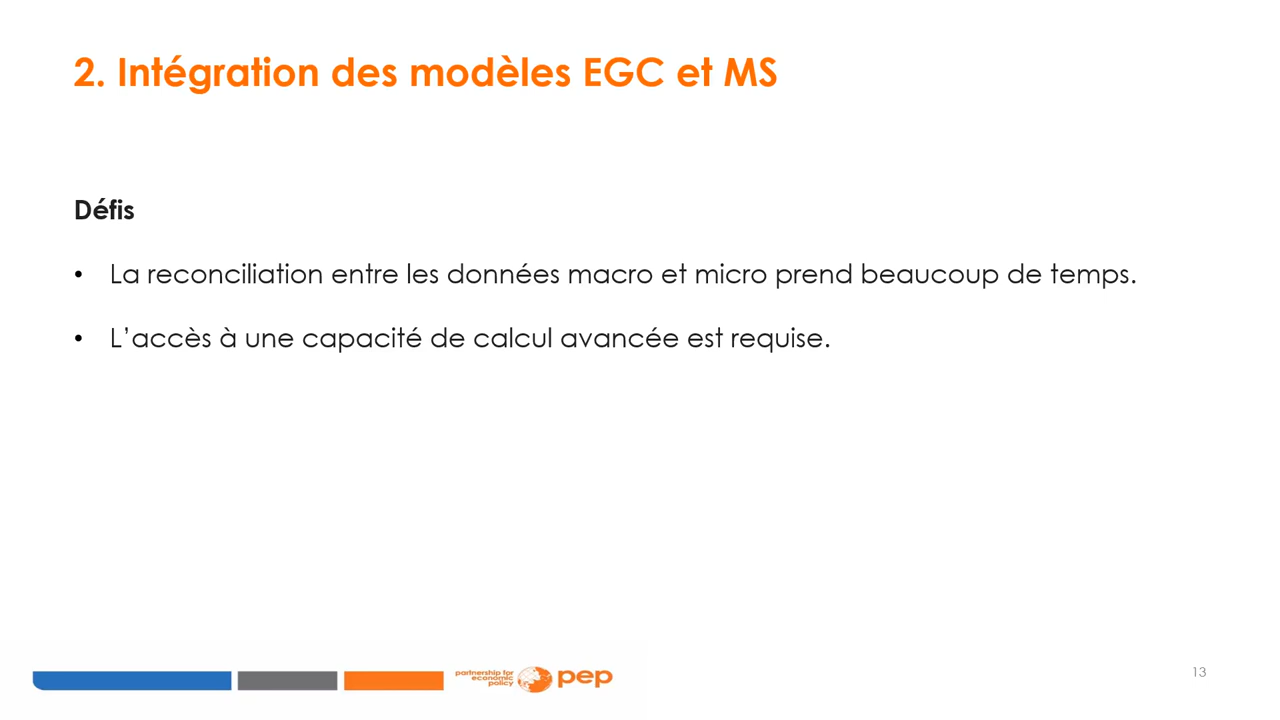 2. Intégration des modèles EGC et MS
Défis
• La reconciliation entre les données macro et micro prend beaucoup de temps.
• L’accès à une capacité de calcul avancée est requise.
partnership for
economic
policy
pep
13